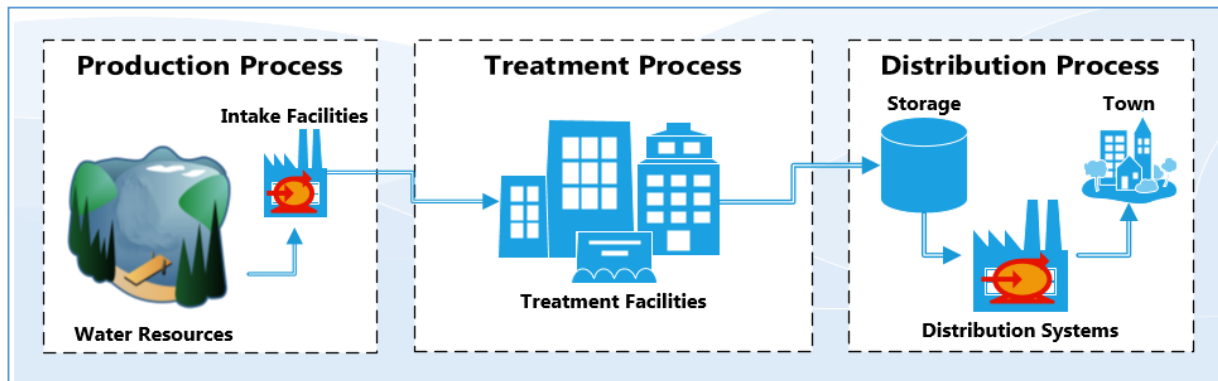 Production Process
Intake Facilities
Water Resources
Treatment Process
Treatment Facilities
Distribution Process
Storage
Town
Distribution Systems